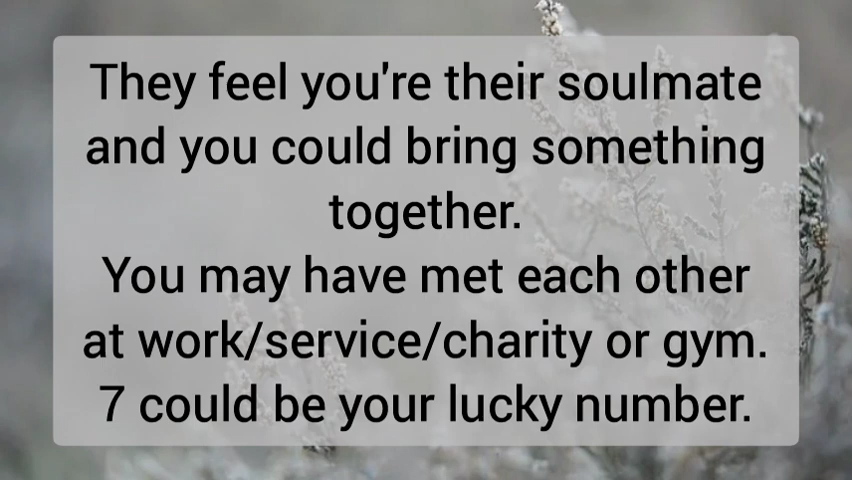 They feel you're their soulmate
and you could bring something
together.
You may have met each other
at work/service/charity or gym.
7 could be your lucky number.